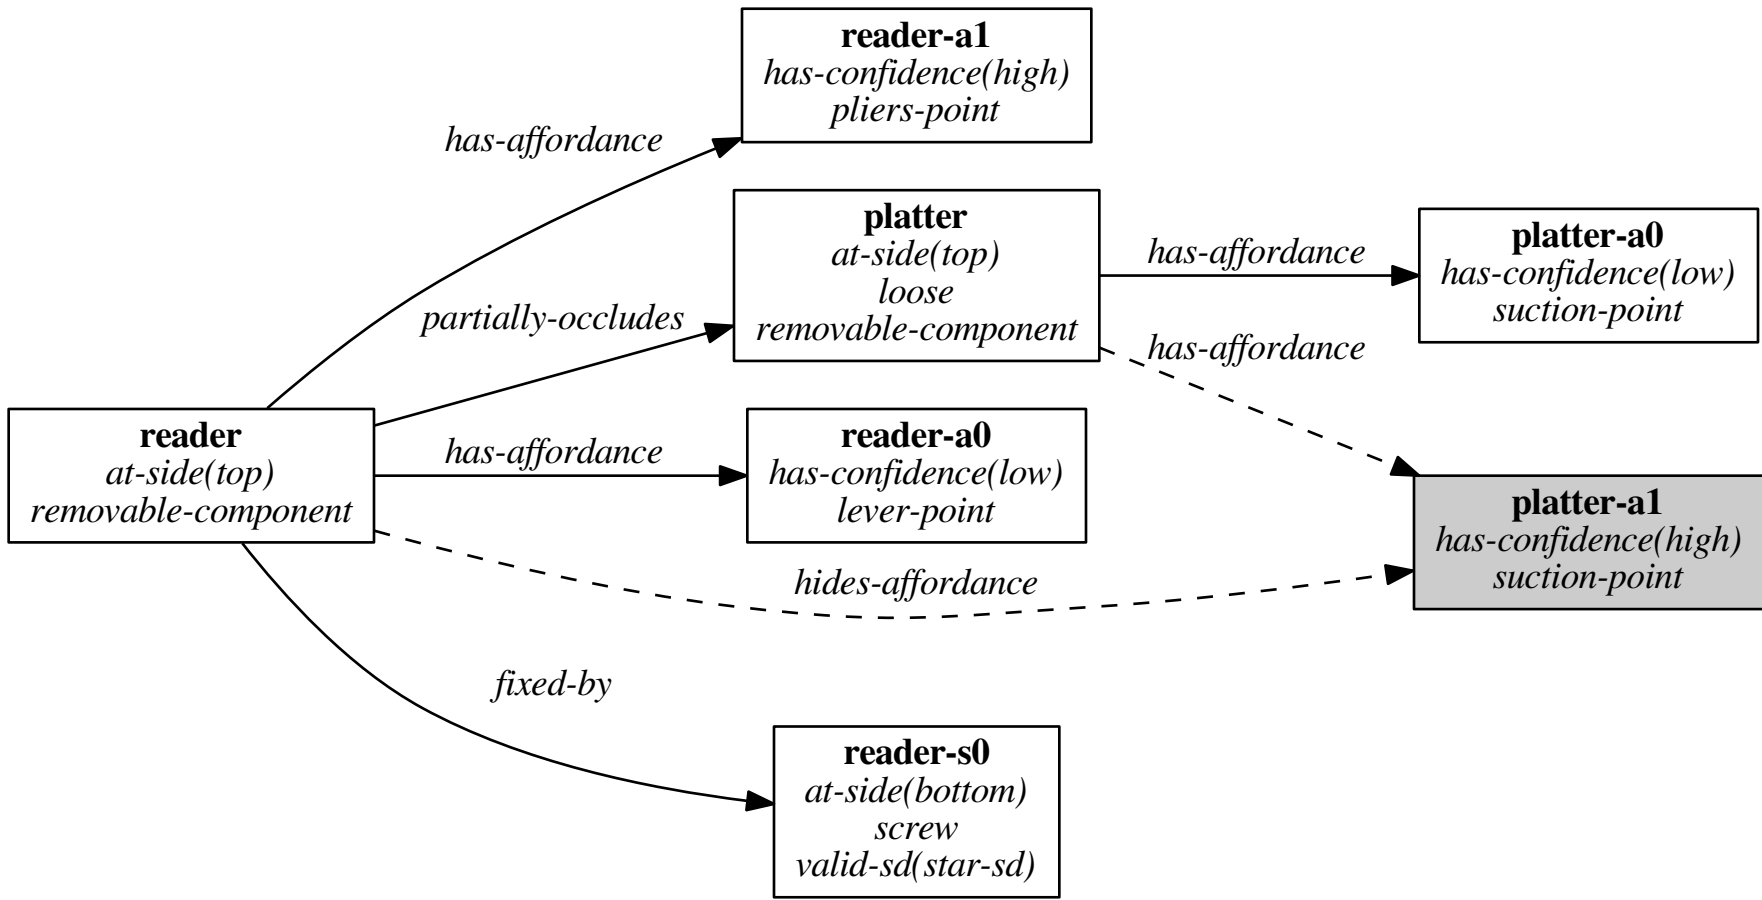 reader-a1
has-confidence(high)
pliers-point
has-affordance
platter
at-side(top)
loose
removable-component
has-affordance
platter-a0
has-confidence(low)
suction-point
partially-occludes
has-affordance
reader
at-side(top)
removable-component
has-affordance
reader-a0
has-confidence(low)
lever-point
platter-a1
has-confidence(high)
suction-point
hides-affordance
fixed-by
reader-s0
at-side(bottom)
screw
valid-sd(star-sd)